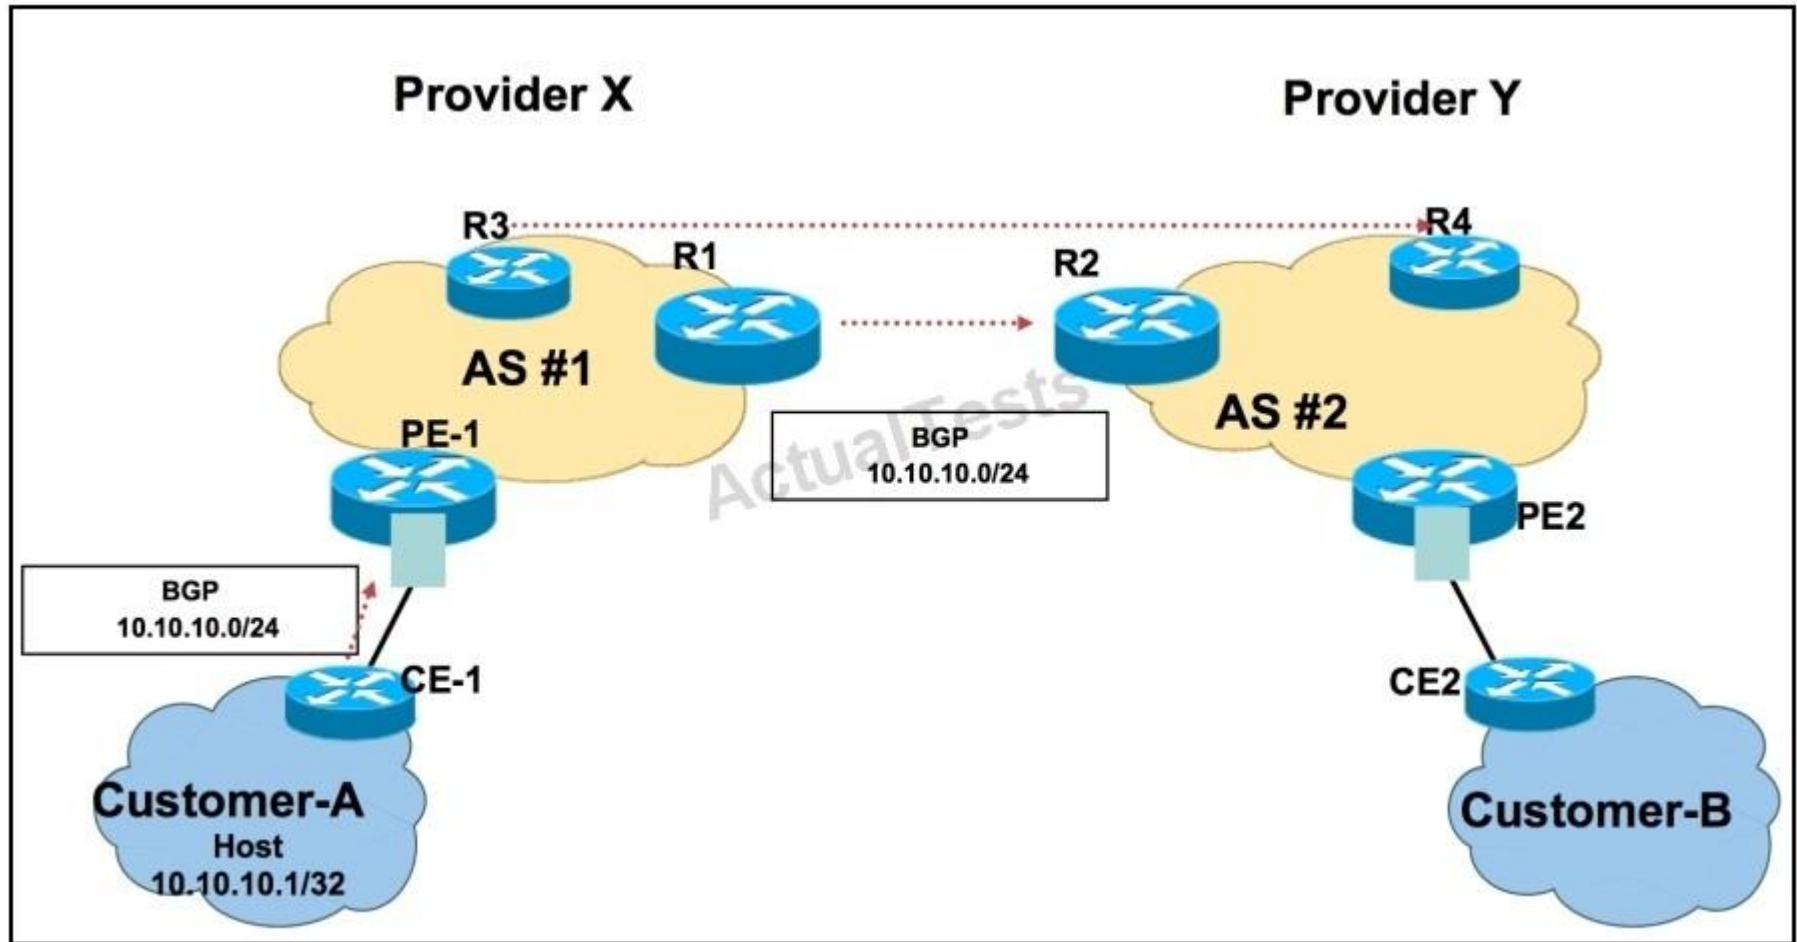 Provider X
Provider Y
R3
R4
R1
R2
AS #1
AS #2
PE-1
BGP
10.10.10.0/24
ActualTests
PE2
BGP
10.10.10.0/24
CE-1
CE2
Customer-A
Host
10.10.10.1/32
Customer-B